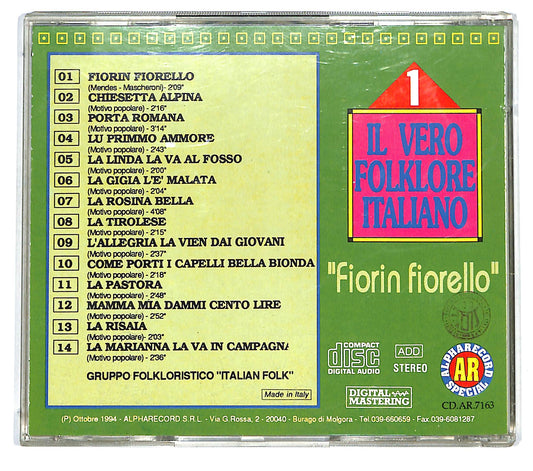 01 FIORIN FIORELLO
(Mendes - Mascheroni)- 2'09"
02 CHIESETTA ALPINA
(Motivo popolare) - 2'16"
03 PORTA ROMANA
(Motivo popolare) - 3'14"
04 LU PRIMMO AMMORE
(Motivo popolare) - 2'43"
05 LA LINDA LA VA AL FOSSO
(Motivo popolare) - 2'00"
06 LA GIGIA L'E' MALATA
(Motivo popolare) - 2'04"
07 LA ROSINA BELLA
(Motivo popolare) - 4'08"
08 LA TIROLESE
(Motivo popolare) - 2'15"
09 L'ALLEGRIA LA VIEN DAI GIOVANI
(Motivo popolare) - 2'37"
10 COME PORTI I CAPELLI BELLA BIONDA
(Motivo popolare) - 2'18"
11 LA PASTORA
(Motivo popolare) - 2'48"
12 MAMMA MIA DAMMI CENTO LIRE
(Motivo popolare) - 2'52"
13 LA RISAIA
(Motivo popolare)- 2'03"
14 LA MARIANNA LA VA IN CAMPAGNA
(Motivo popolare) - 2'36"
GRUPPO FOLKLORISTICO "ITALIAN FOLK"
Made in Italy
1
IL VERO
FOLKLORE
ITALIANO
"Fiorin fiorello"
COMPACT
disc
DIGITAL AUDIO
ADD
STEREO
DIGITAL
MASTERING
ALPHARECORD
AR
SPECIAL
CD.AR.7163
(P) Ottobre 1994 - ALPHARECORD S.R.L - Via G.Rossa, 2 - 20040 - Burago di Molgora - Tel.039-660659 - Fax.039-6081287